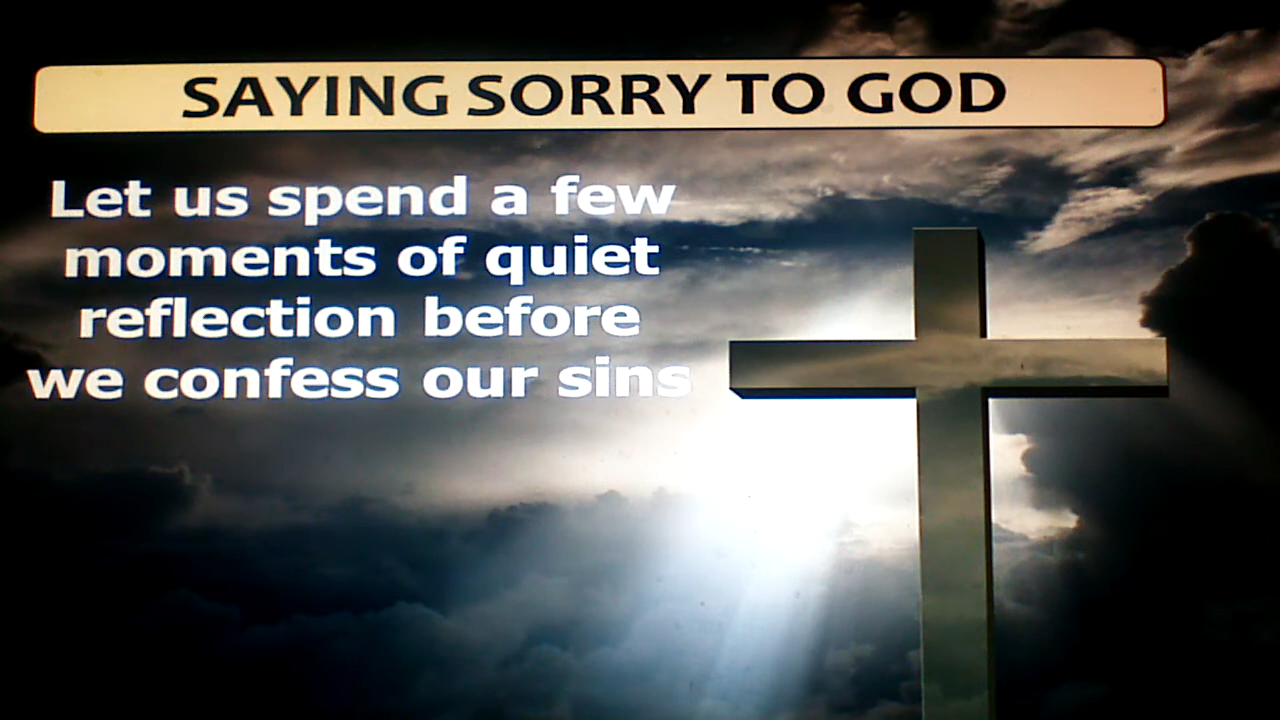 SAYING SORRY TO GOD
Let us spend a few
moments of quiet
reflection before
we confess our sins